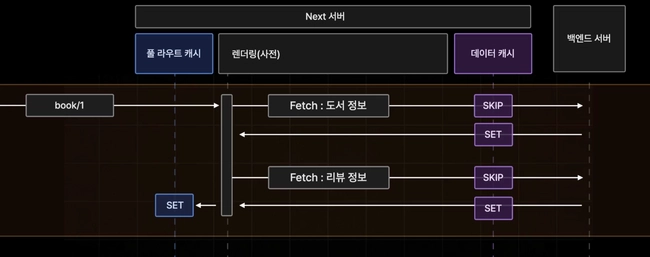 Next 서버
백엔드 서버
풀 라우트 캐시
렌더링(사전)
데이터 캐시
book/1
Fetch : 도서 정보
SKIP
SET
Fetch : 리뷰 정보
SKIP
SET
SET